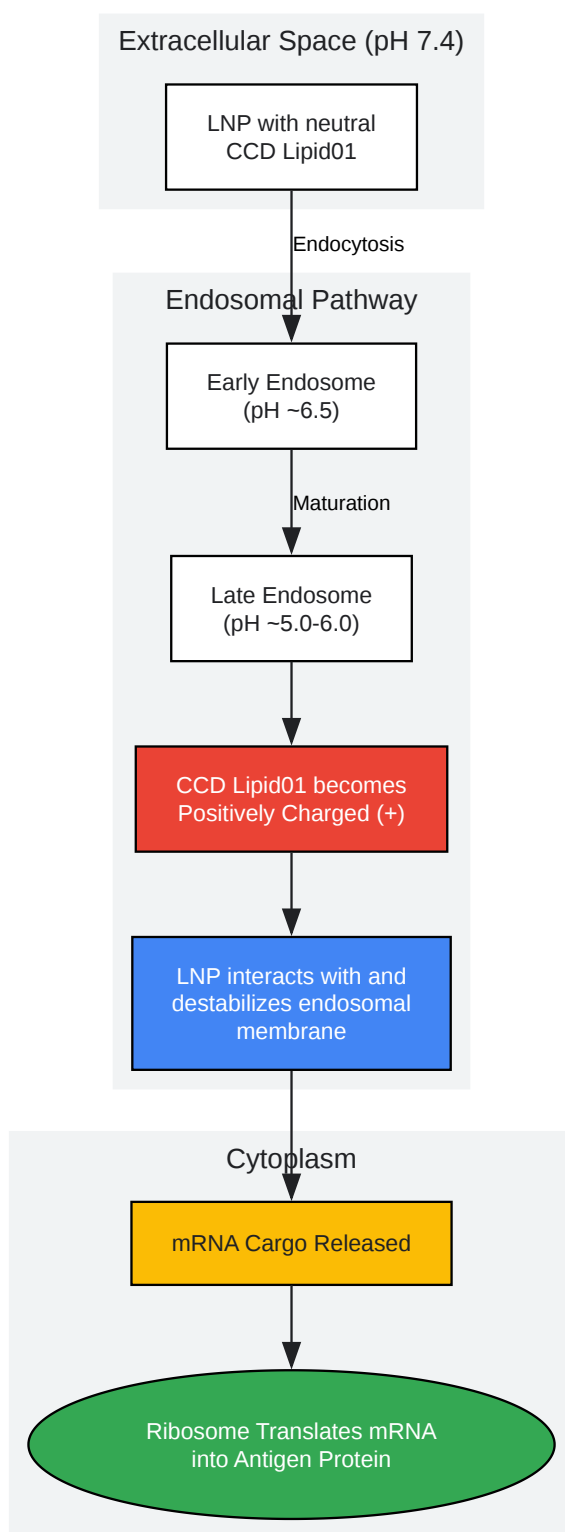 Extracellular Space (pH 7.4)
LNP with neutral
CCD Lipid01
Endocytosis
Endosomal Pathway
Early Endosome
(pH ~6.5)
Maturation
Late Endosome
(pH ~5.0-6.0)
CCD Lipid01 becomes
Positively Charged (+)
LNP interacts with and
destabilizes endosomal
membrane
Cytoplasm
mRNA Cargo Released
Ribosome Translates mRNA
into Antigen Protein